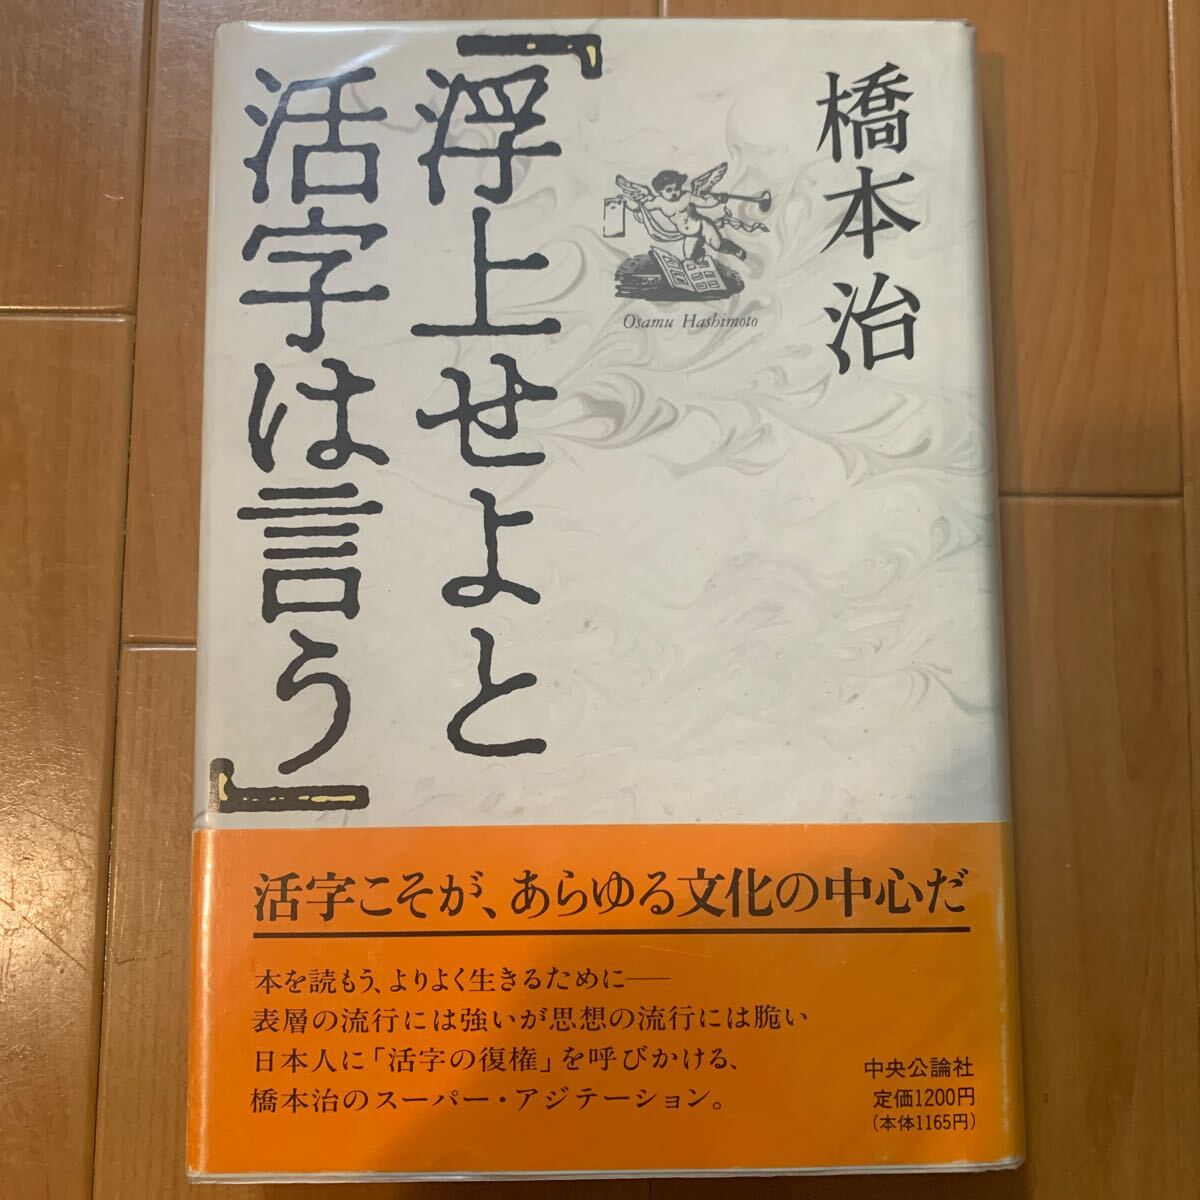 橋本治
Osamu Hashimoto
「浮上せよと
活字は言う」
活字こそが、あらゆる文化の中心だ
本を読もう、よりよく生きるために──
表層の流行には強いが思想の流行には脆い
日本人に「活字の復権」を呼びかける、
橋本治のスーパー・アジテーション。
中央公論社
定価1200円
(本体1165円)